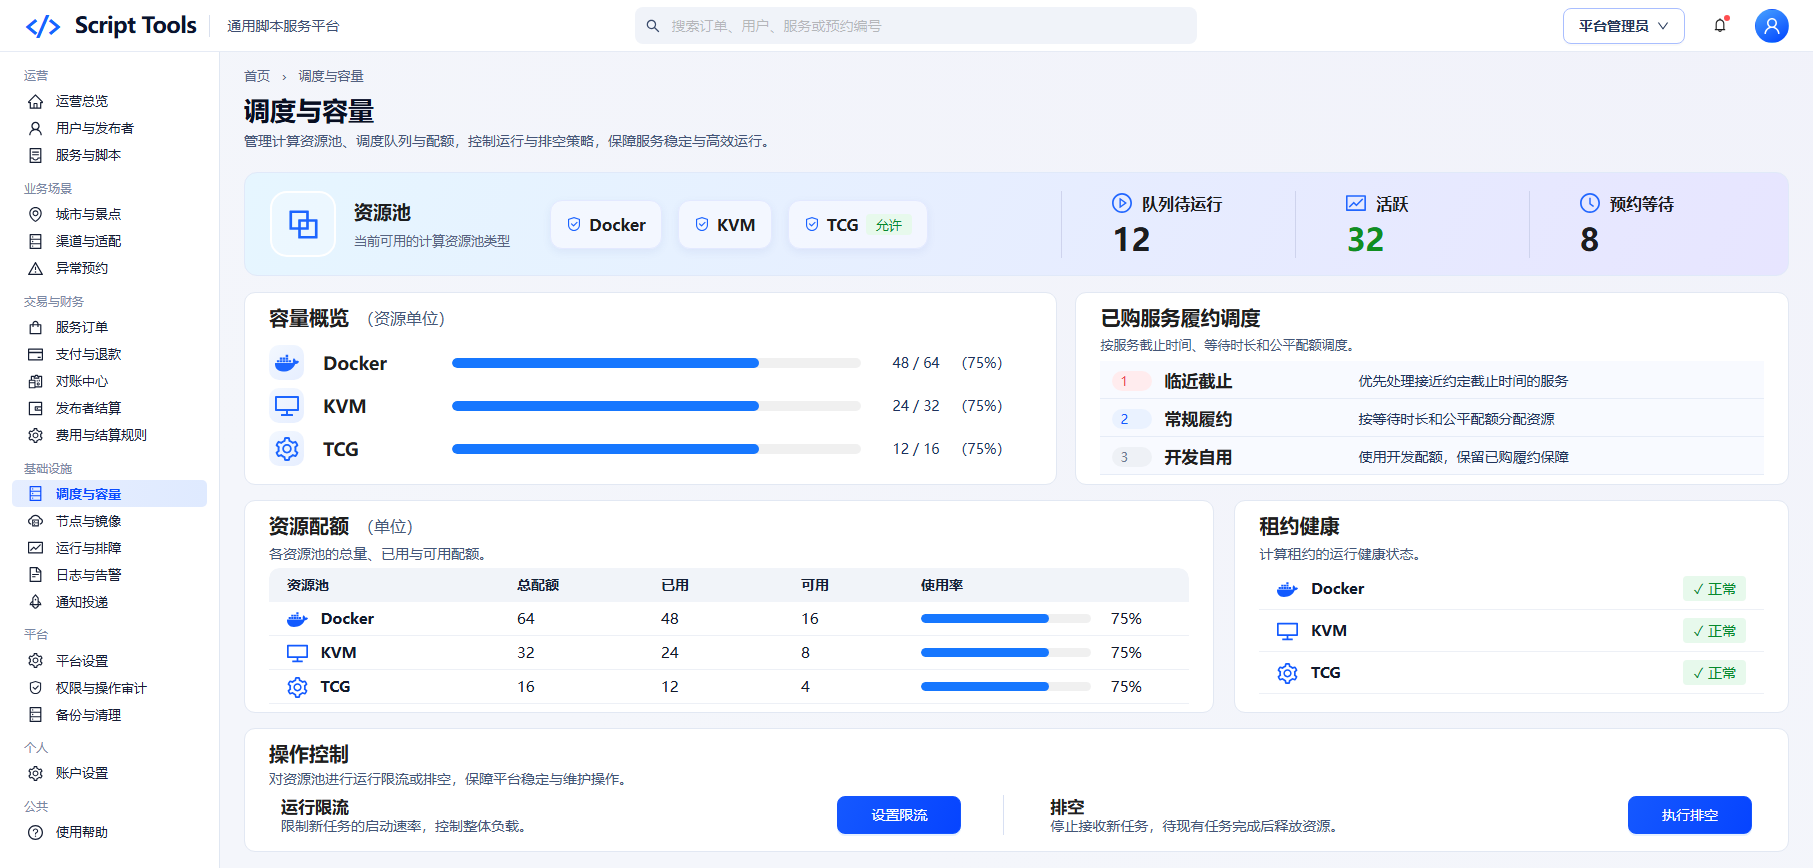 Script Tools
通用脚本服务平台
搜索订单、用户、服务或预约编号
平台管理员
运营
运营总览
用户与发布者
服务与脚本
业务场景
城市与景点
渠道与适配
异常预约
交易与财务
服务订单
支付与退款
对账中心
发布者结算
费用与结算规则
基础设施
调度与容量
节点与镜像
运行与排障
日志与告警
通知投递
平台
平台设置
权限与操作审计
备份与清理
个人
账户设置
公共
使用帮助
首页 › 调度与容量
调度与容量
管理计算资源池、调度队列与配额，控制运行与排空策略，保障服务稳定与高效运行。
资源池
当前可用的计算资源池类型
Docker
KVM
TCG 允许
队列待运行
12
活跃
32
预约等待
8
容量概览 （资源单位）
Docker 48 / 64 (75%)
KVM 24 / 32 (75%)
TCG 12 / 16 (75%)
已购服务履约调度
按服务截止时间、等待时长和公平配额调度。
1 临近截止 优先处理接近约定截止时间的服务
2 常规履约 按等待时长和公平配额分配资源
3 开发自用 使用开发配额，保留已购履约保障
资源配额 （单位）
各资源池的总量、已用与可用配额。
资源池 总配额 已用 可用 使用率
Docker 64 48 16 75%
KVM 32 24 8 75%
TCG 16 12 4 75%
租约健康
计算租约的运行健康状态。
Docker ✓ 正常
KVM ✓ 正常
TCG ✓ 正常
操作控制
对资源池进行运行限流或排空，保障平台稳定与维护操作。
运行限流
限制新任务的启动速率，控制整体负载。
设置限流
排空
停止接收新任务，待现有任务完成后释放资源。
执行排空